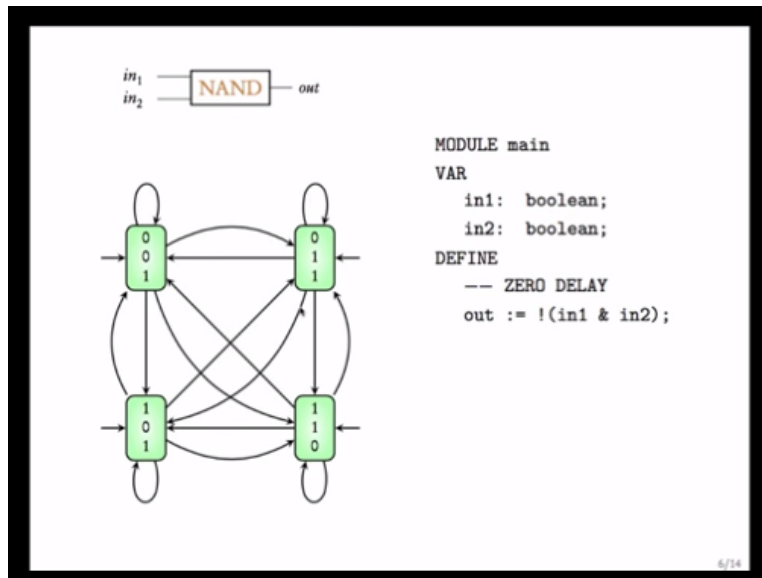 in1
in2
NAND
out
MODULE main
VAR
in1: boolean;
in2: boolean;
DEFINE
-- ZERO DELAY
out := !(in1 & in2);
0
0
1
0
1
1
1
0
1
1
1
0
6/14